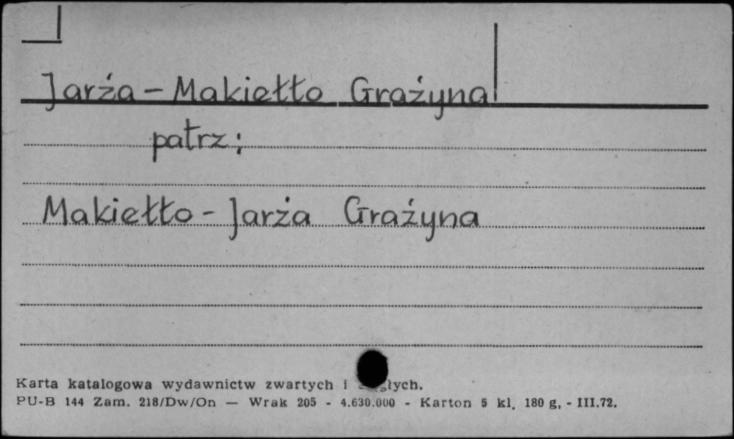 Jarża-Makiełło Grażyna
patrz:
Makiełło-Jarża Grażyna
Karta katalogowa wydawnictw zwartych i
PU-B 144 Zam. 218/Dw/On — Wrak 205 - 4.630.000 - Karton 5 kl. 180 g. - III.72.